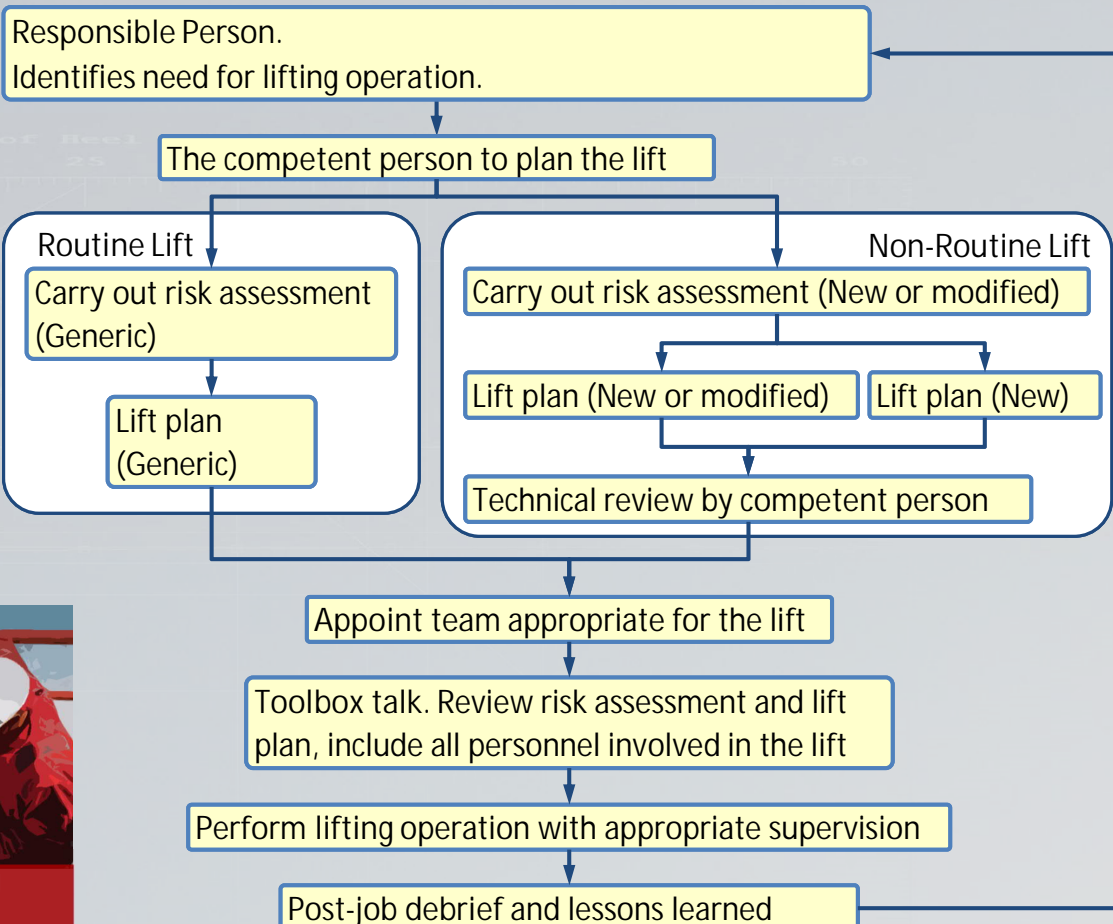 Responsible Person.
Identifies need for lifting operation.
The competent person to plan the lift
Routine Lift
Carry out risk assessment
(Generic)
Lift plan
(Generic)
Non-Routine Lift
Carry out risk assessment (New or modified)
Lift plan (New or modified)
Lift plan (New)
Technical review by competent person
Appoint team appropriate for the lift
Toolbox talk. Review risk assessment and lift
plan, include all personnel involved in the lift
Perform lifting operation with appropriate supervision
Post-job debrief and lessons learned